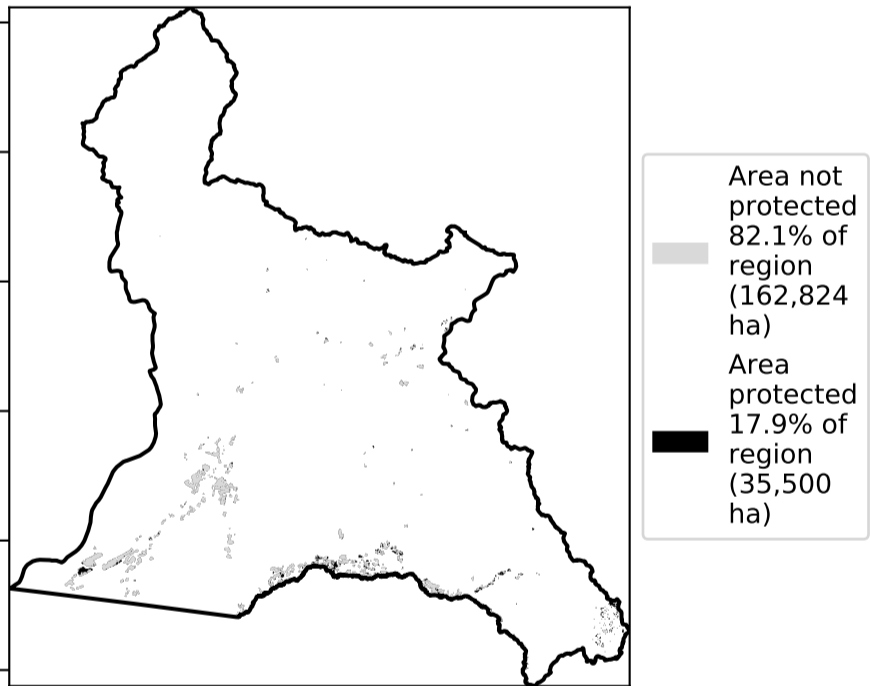 Area not
protected
82.1% of
region
(162,824
ha)
Area
protected
17.9% of
region
(35,500
ha)